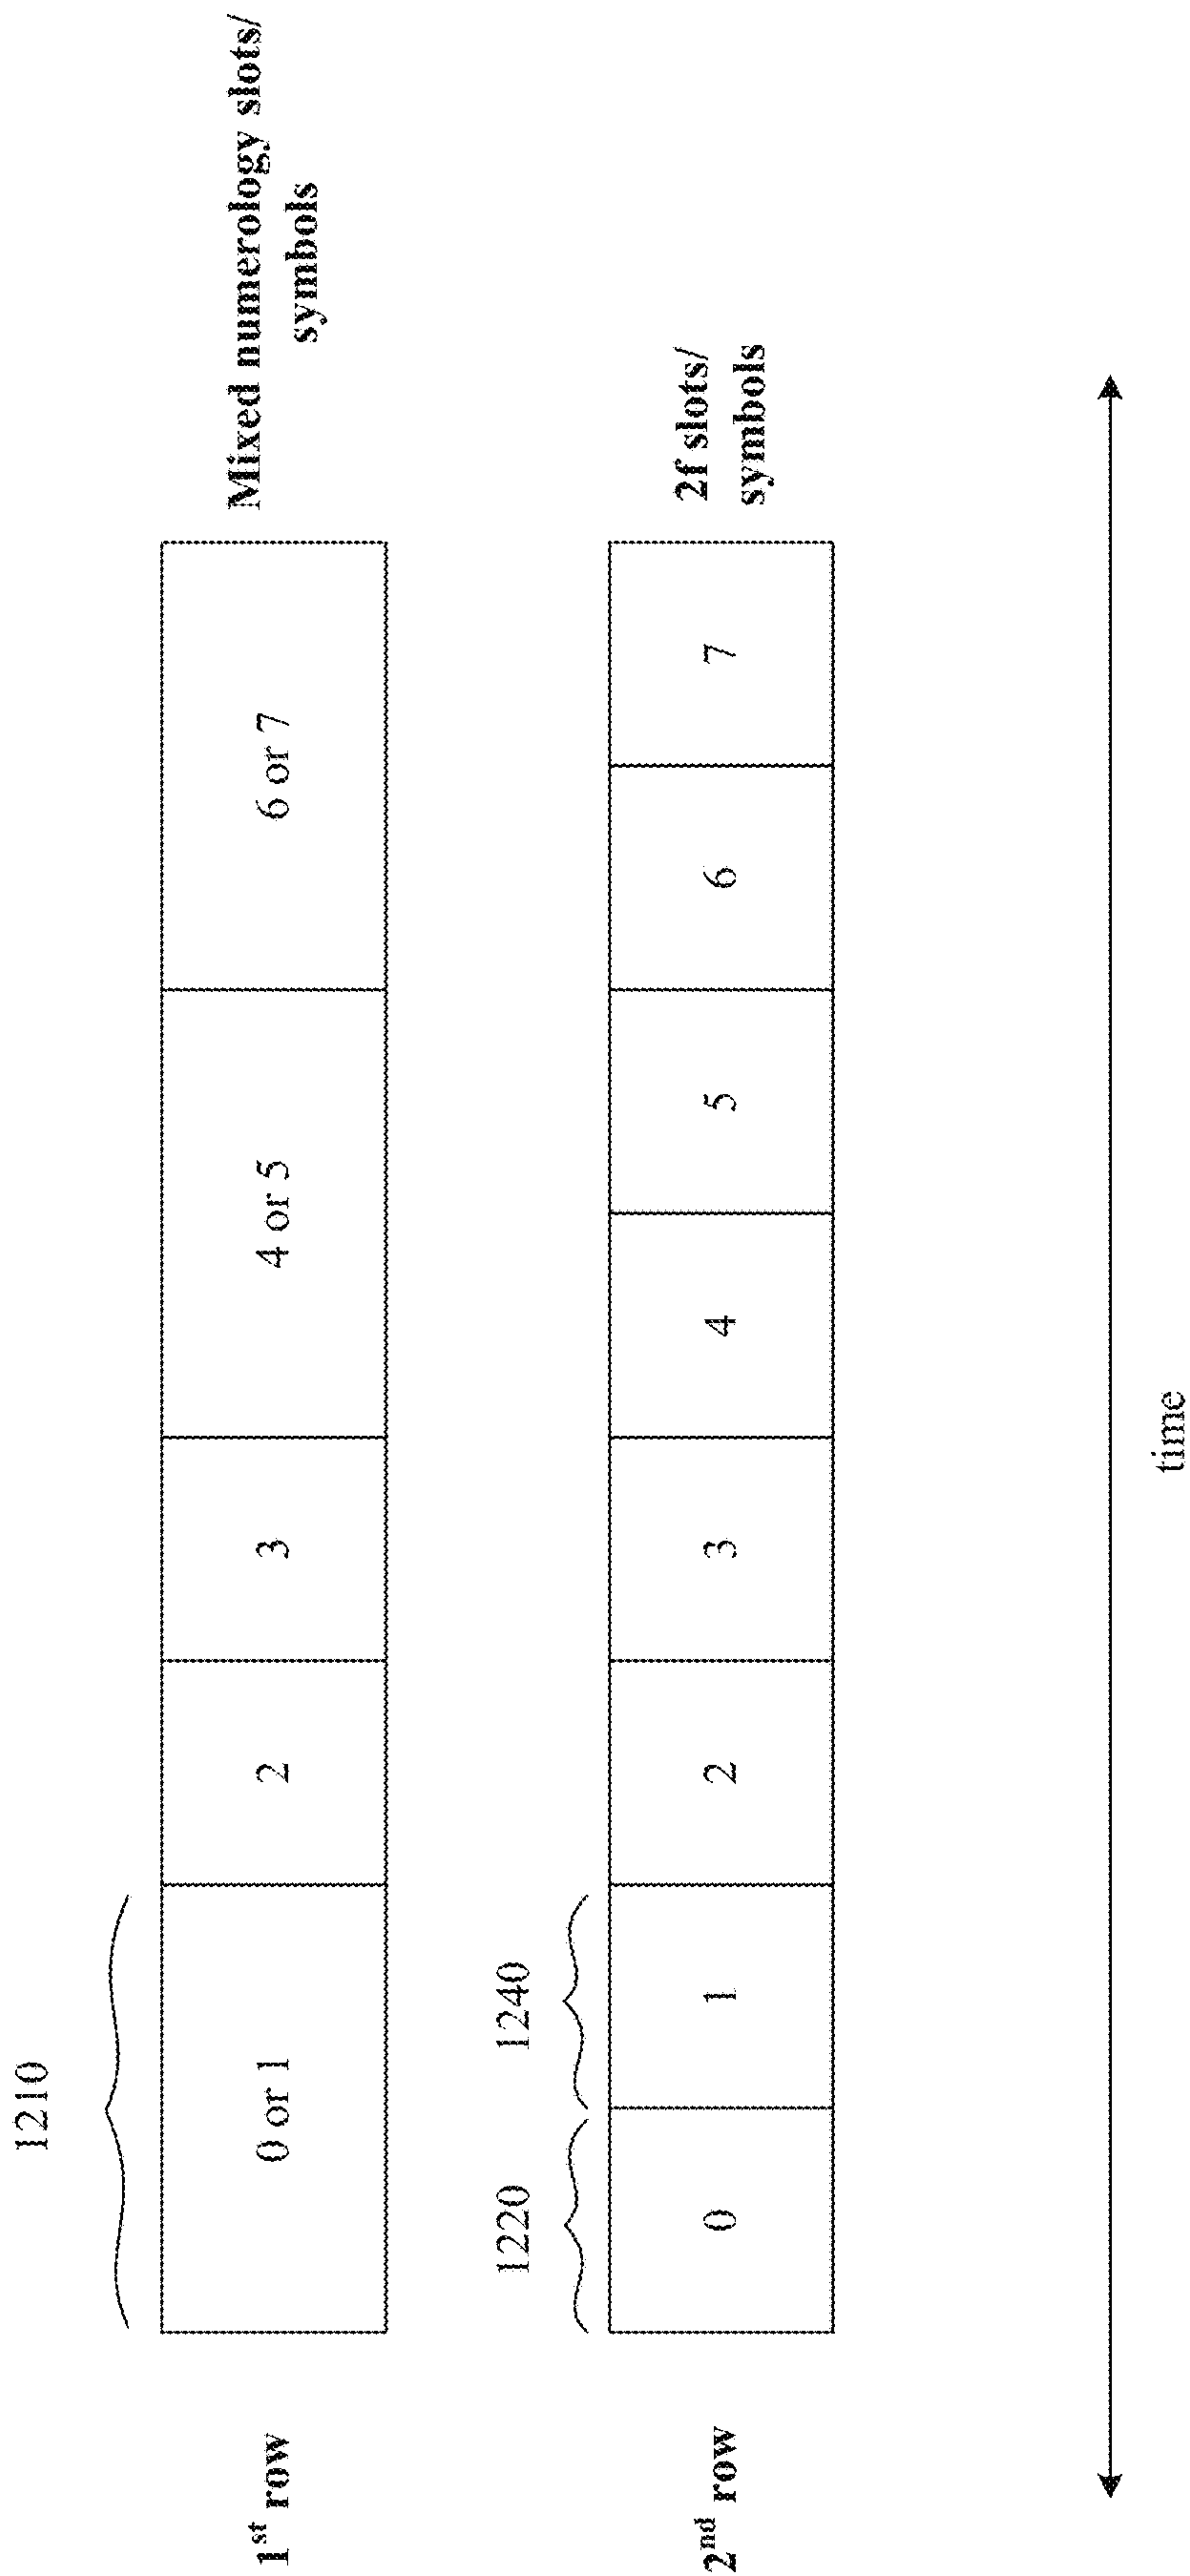 1210
1st row
0 or 1
2
3
4 or 5
6 or 7
Mixed numerology slots/
symbols
1220
1240
2nd row
0
1
2
3
4
5
6
7
2f slots/
symbols
time